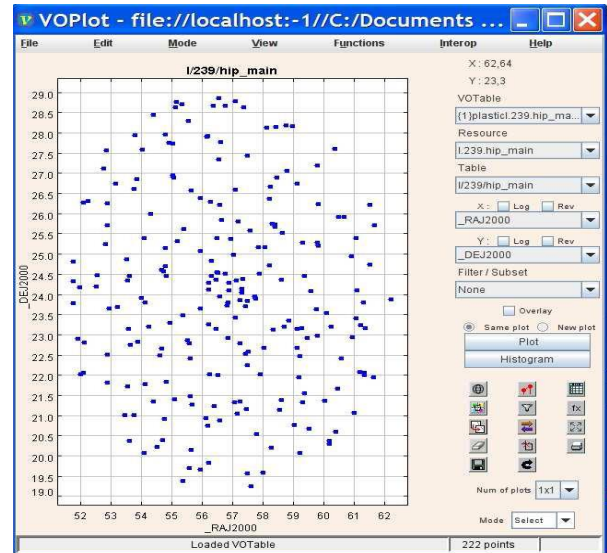 VOPlot - file://localhost:-1//C:/Documents ...
File Edit Mode View Functions Interop Help
I/239/hip_main
29.0
28.5
28.0
27.5
27.0
26.5
26.0
25.5
25.0
24.5
24.0
23.5
23.0
22.5
22.0
21.5
21.0
20.5
20.0
19.5
19.0
_DEJ2000
52 53 54 55 56 57 58 59 60 61 62
_RAJ2000
X : 62,64
Y : 23,3
VOTable
(1)plasticI.239.hip_ma...
Resource
I.239.hip_main
Table
I/239/hip_main
X : Log Rev
_RAJ2000
Y : Log Rev
_DEJ2000
Filter / Subset
None
Overlay
Same plot New plot
Plot
Histogram
fx
Num of plots 1x1
Mode Select
Loaded VOTable 222 points